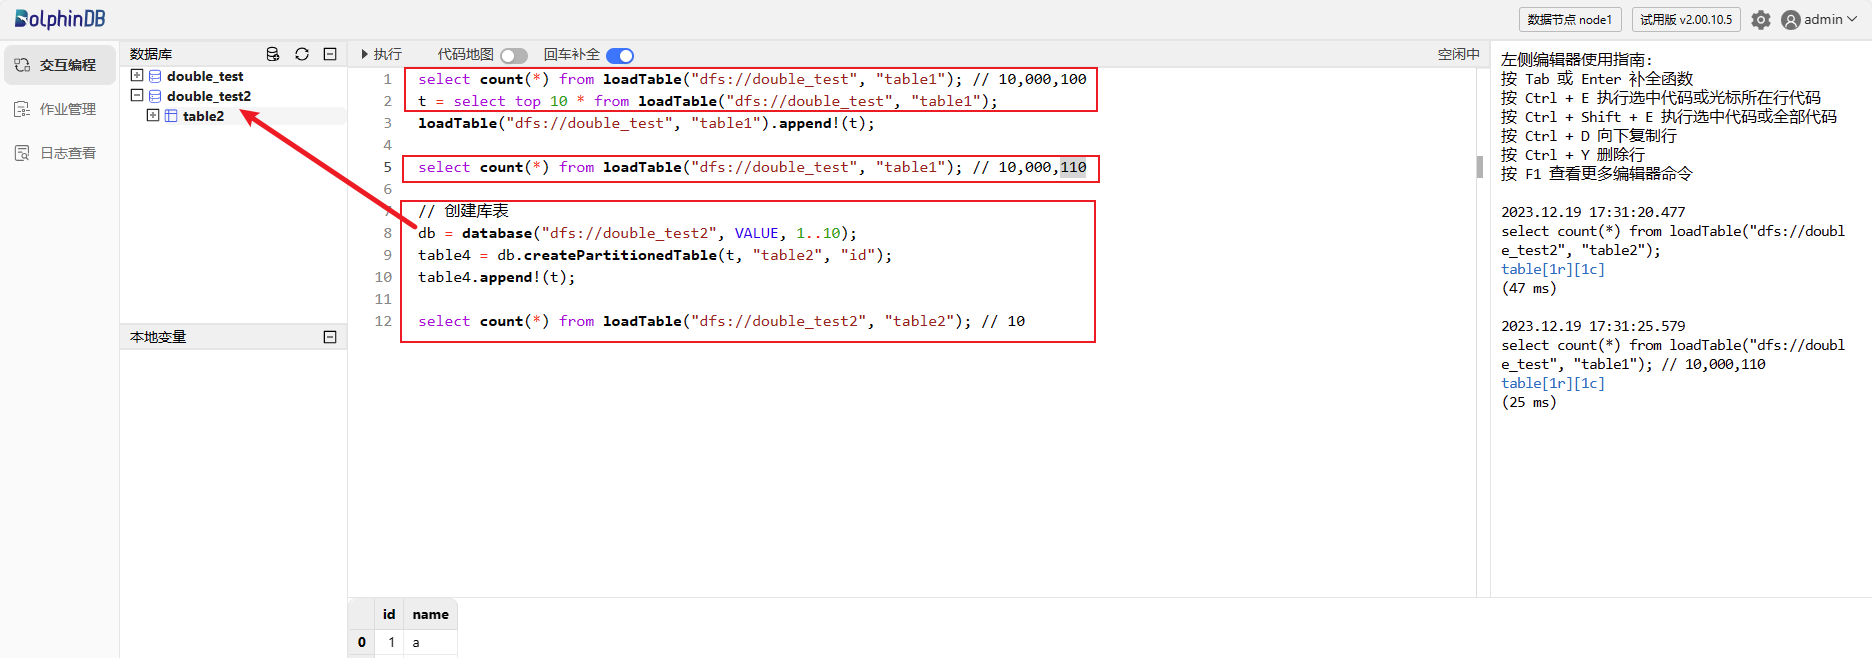 DolphinDB
数据节点 node1
试用版 v2.00.10.5
admin
交互编程
作业管理
日志查看
数据库
double_test
double_test2
table2
本地变量
执行
代码地图
回车补全
空闲中
1 select count(*) from loadTable("dfs://double_test", "table1"); // 10,000,100
2 t = select top 10 * from loadTable("dfs://double_test", "table1");
3 loadTable("dfs://double_test", "table1").append!(t);
4
5 select count(*) from loadTable("dfs://double_test", "table1"); // 10,000,110
6
7 // 创建库表
8 db = database("dfs://double_test2", VALUE, 1..10);
9 table4 = db.createPartitionedTable(t, "table2", "id");
10 table4.append!(t);
11
12 select count(*) from loadTable("dfs://double_test2", "table2"); // 10
id name
0 1 a
左侧编辑器使用指南:
按 Tab 或 Enter 补全函数
按 Ctrl + E 执行选中代码或光标所在行代码
按 Ctrl + Shift + E 执行选中代码或全部代码
按 Ctrl + D 向下复制行
按 Ctrl + Y 删除行
按 F1 查看更多编辑器命令
2023.12.19 17:31:20.477
select count(*) from loadTable("dfs://doubl
e_test2", "table2");
table[1r][1c]
(47 ms)
2023.12.19 17:31:25.579
select count(*) from loadTable("dfs://doubl
e_test", "table1"); // 10,000,110
table[1r][1c]
(25 ms)